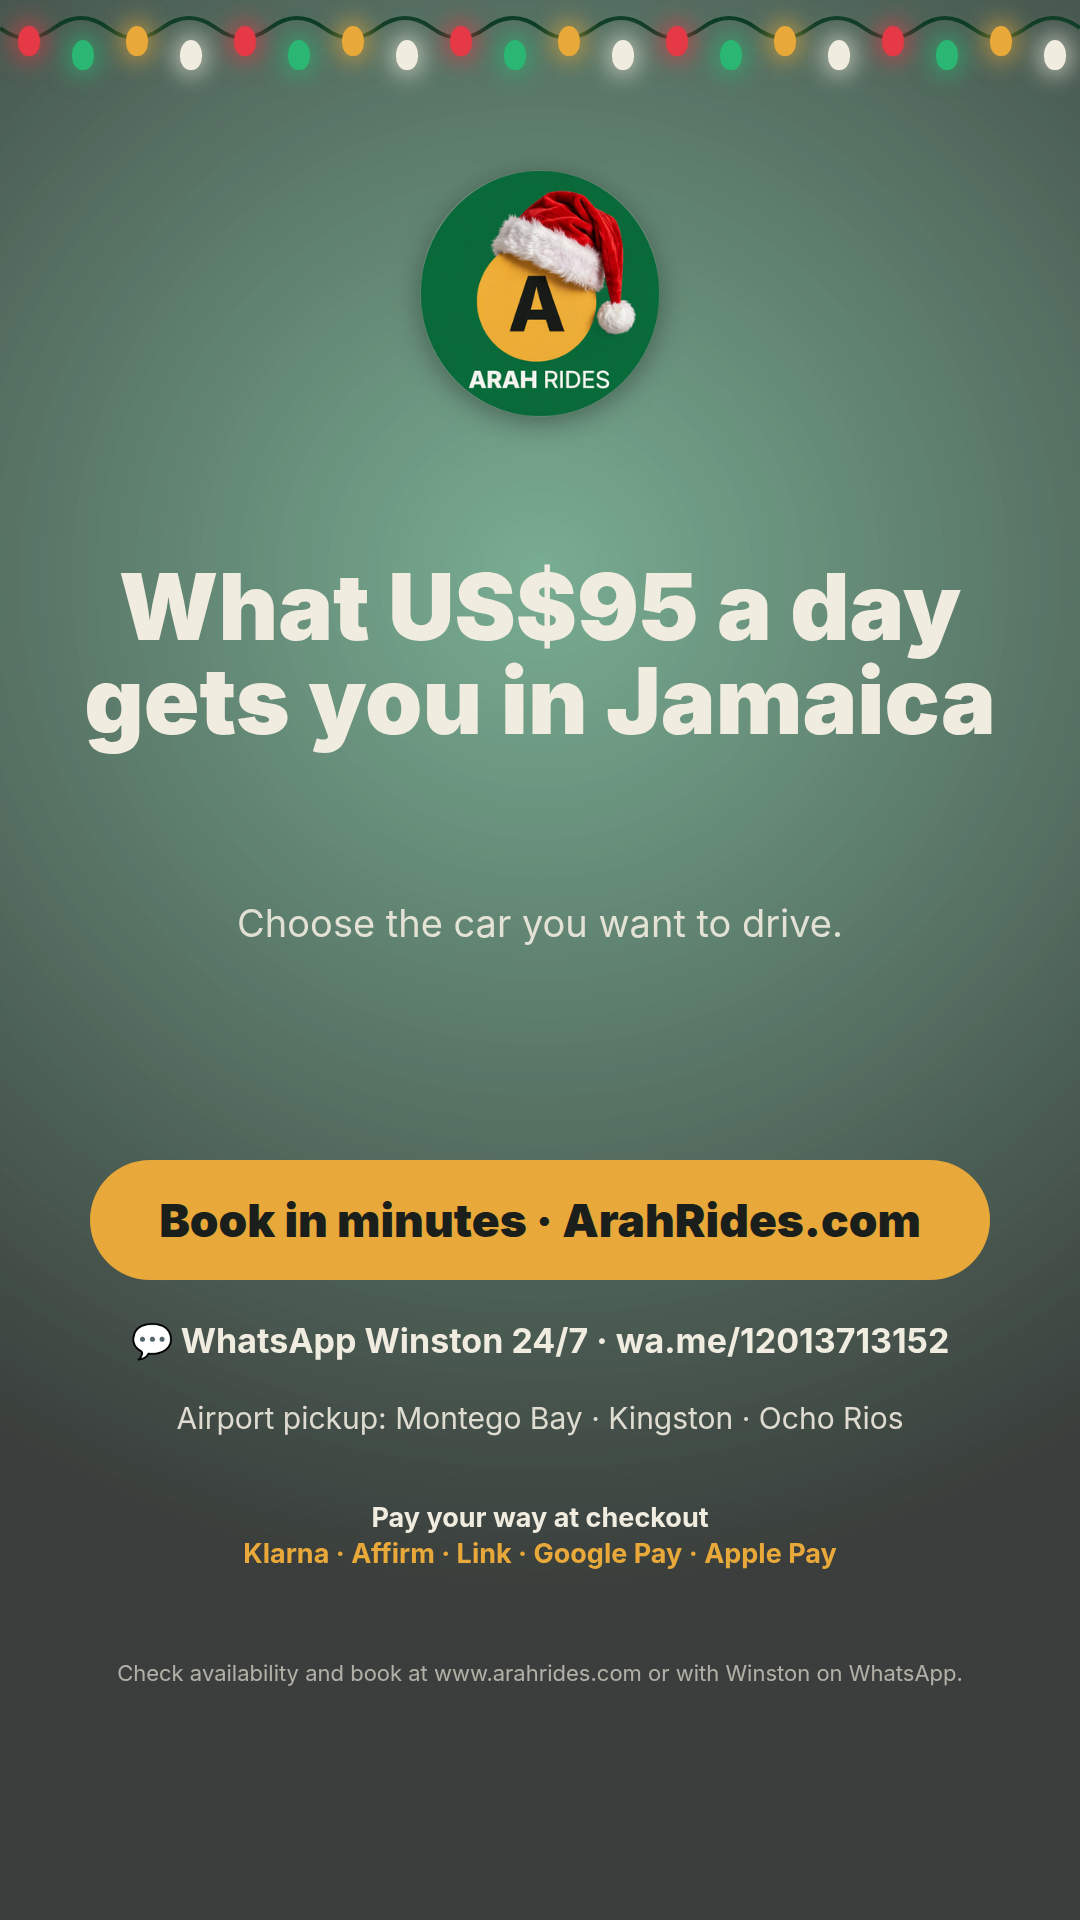 A
ARAH RIDES
What US$95 a day
gets you in Jamaica
Choose the car you want to drive.
Book in minutes · ArahRides.com
💬 WhatsApp Winston 24/7 · wa.me/12013713152
Airport pickup: Montego Bay · Kingston · Ocho Rios
Pay your way at checkout
Klarna · Affirm · Link · Google Pay · Apple Pay
Check availability and book at www.arahrides.com or with Winston on WhatsApp.